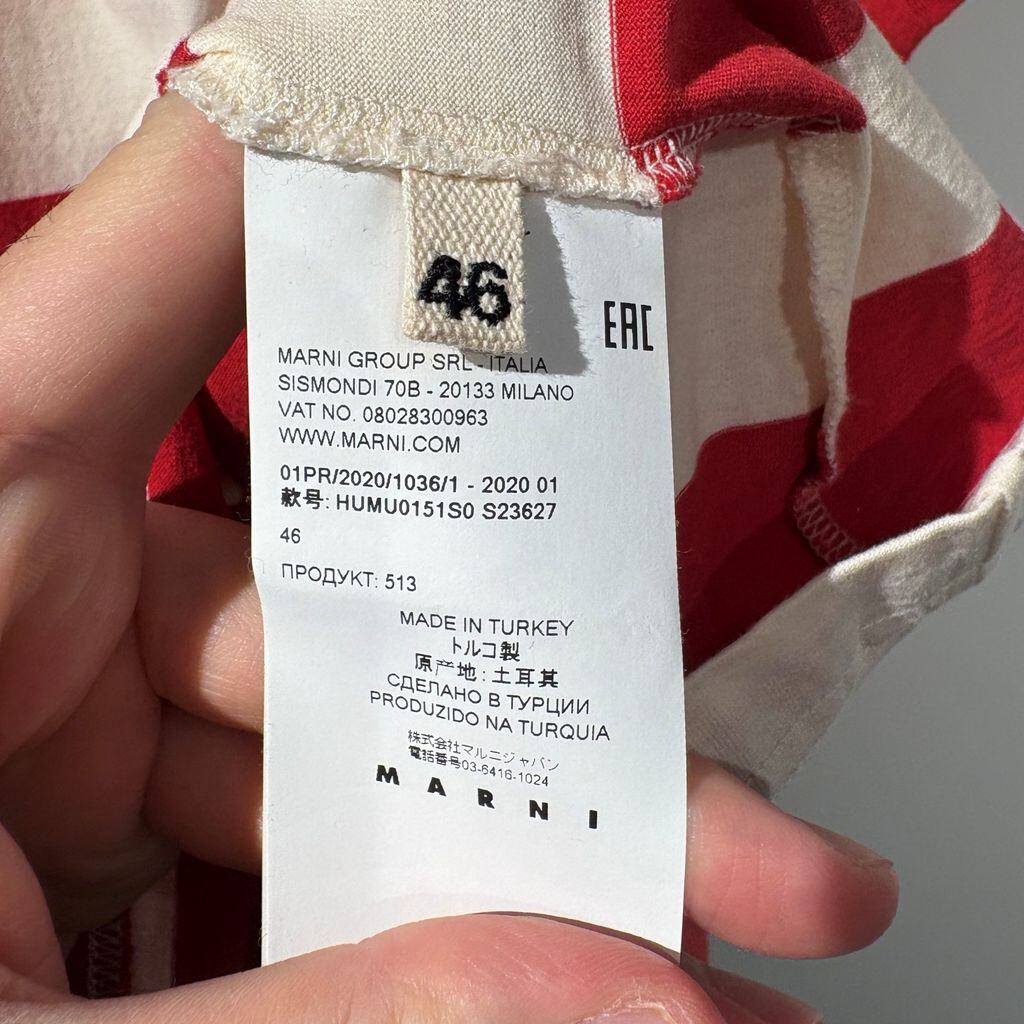 46
EAC
MARNI GROUP SRL - ITALIA
SISMONDI 70B - 20133 MILANO
VAT NO. 08028300963
WWW.MARNI.COM
01PR/2020/1036/1 - 2020 01
款号: HUMU0151S0 S23627
46
ПРОДУКТ: 513
MADE IN TURKEY
トルコ製
原产地: 土耳其
СДЕЛАНО В ТУРЦИИ
PRODUZIDO NA TURQUIA
株式会社マルニジャパン
電話番号03-6416-1024
MARNI